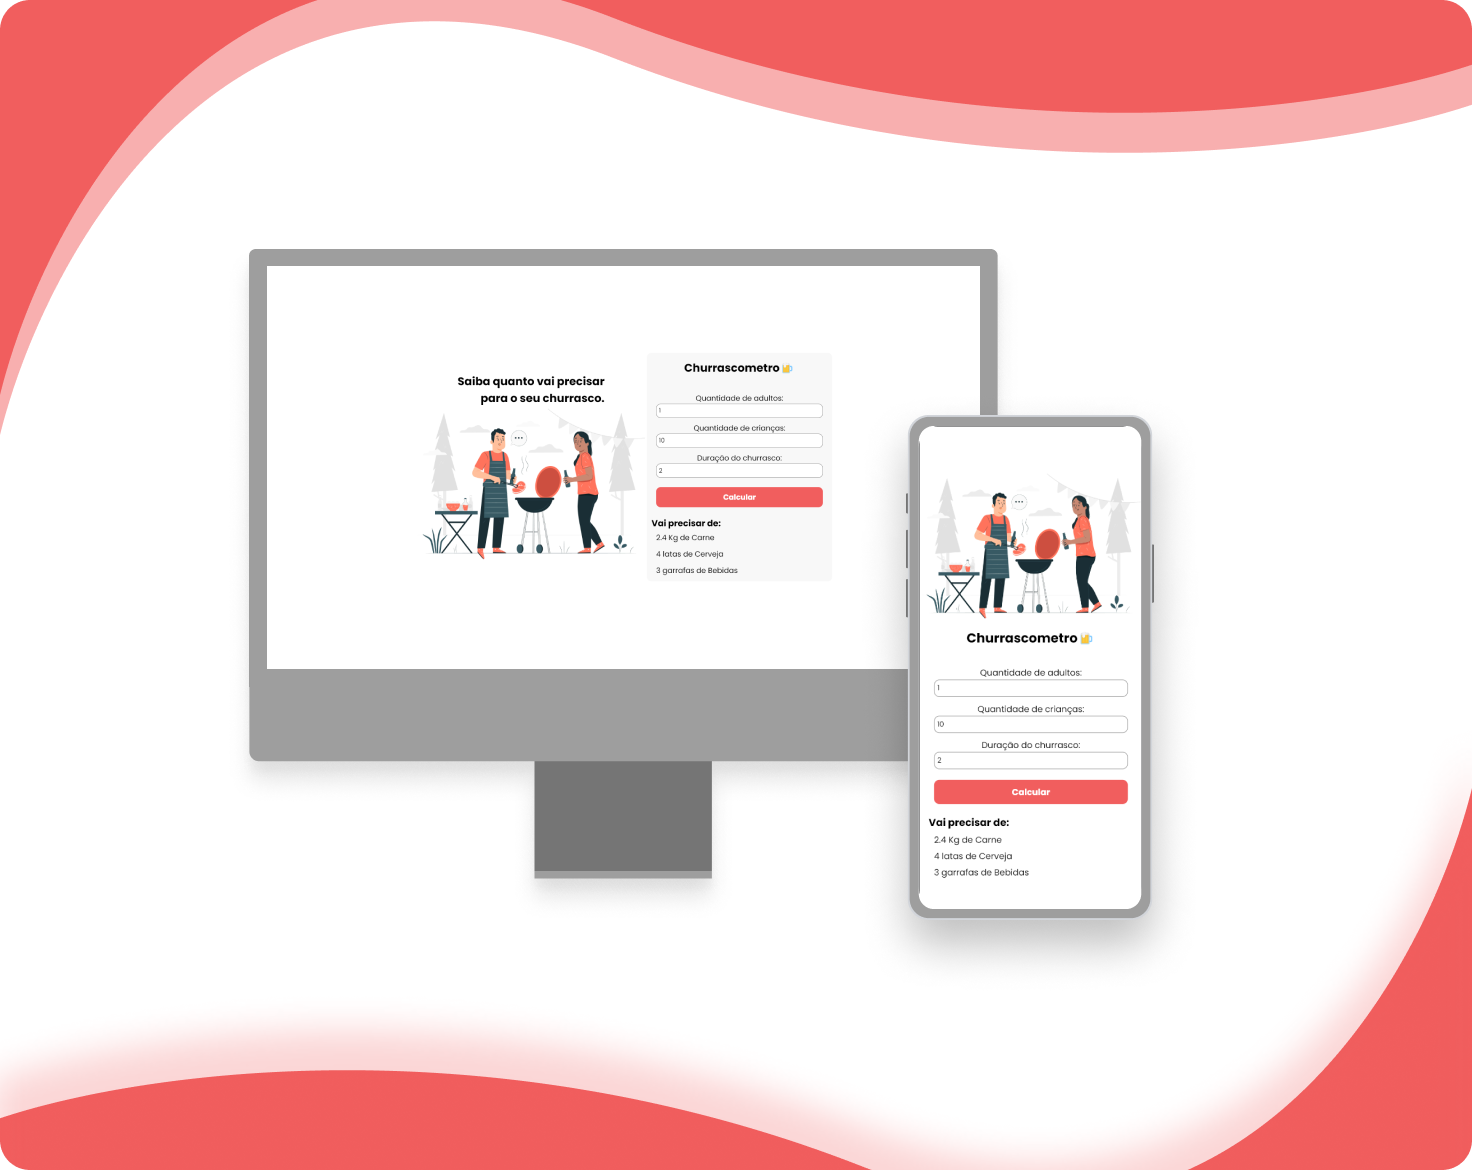 Saiba quanto vai precisar
para o seu churrasco.
Churrascometro
Quantidade de adultos:
1
Quantidade de crianças:
10
Duração do churrasco:
2
Calcular
Vai precisar de:
2.4 Kg de Carne
4 latas de Cerveja
3 garrafas de Bebidas
Churrascometro
Quantidade de adultos:
1
Quantidade de crianças:
10
Duração do churrasco:
2
Calcular
Vai precisar de:
2.4 Kg de Carne
4 latas de Cerveja
3 garrafas de Bebidas